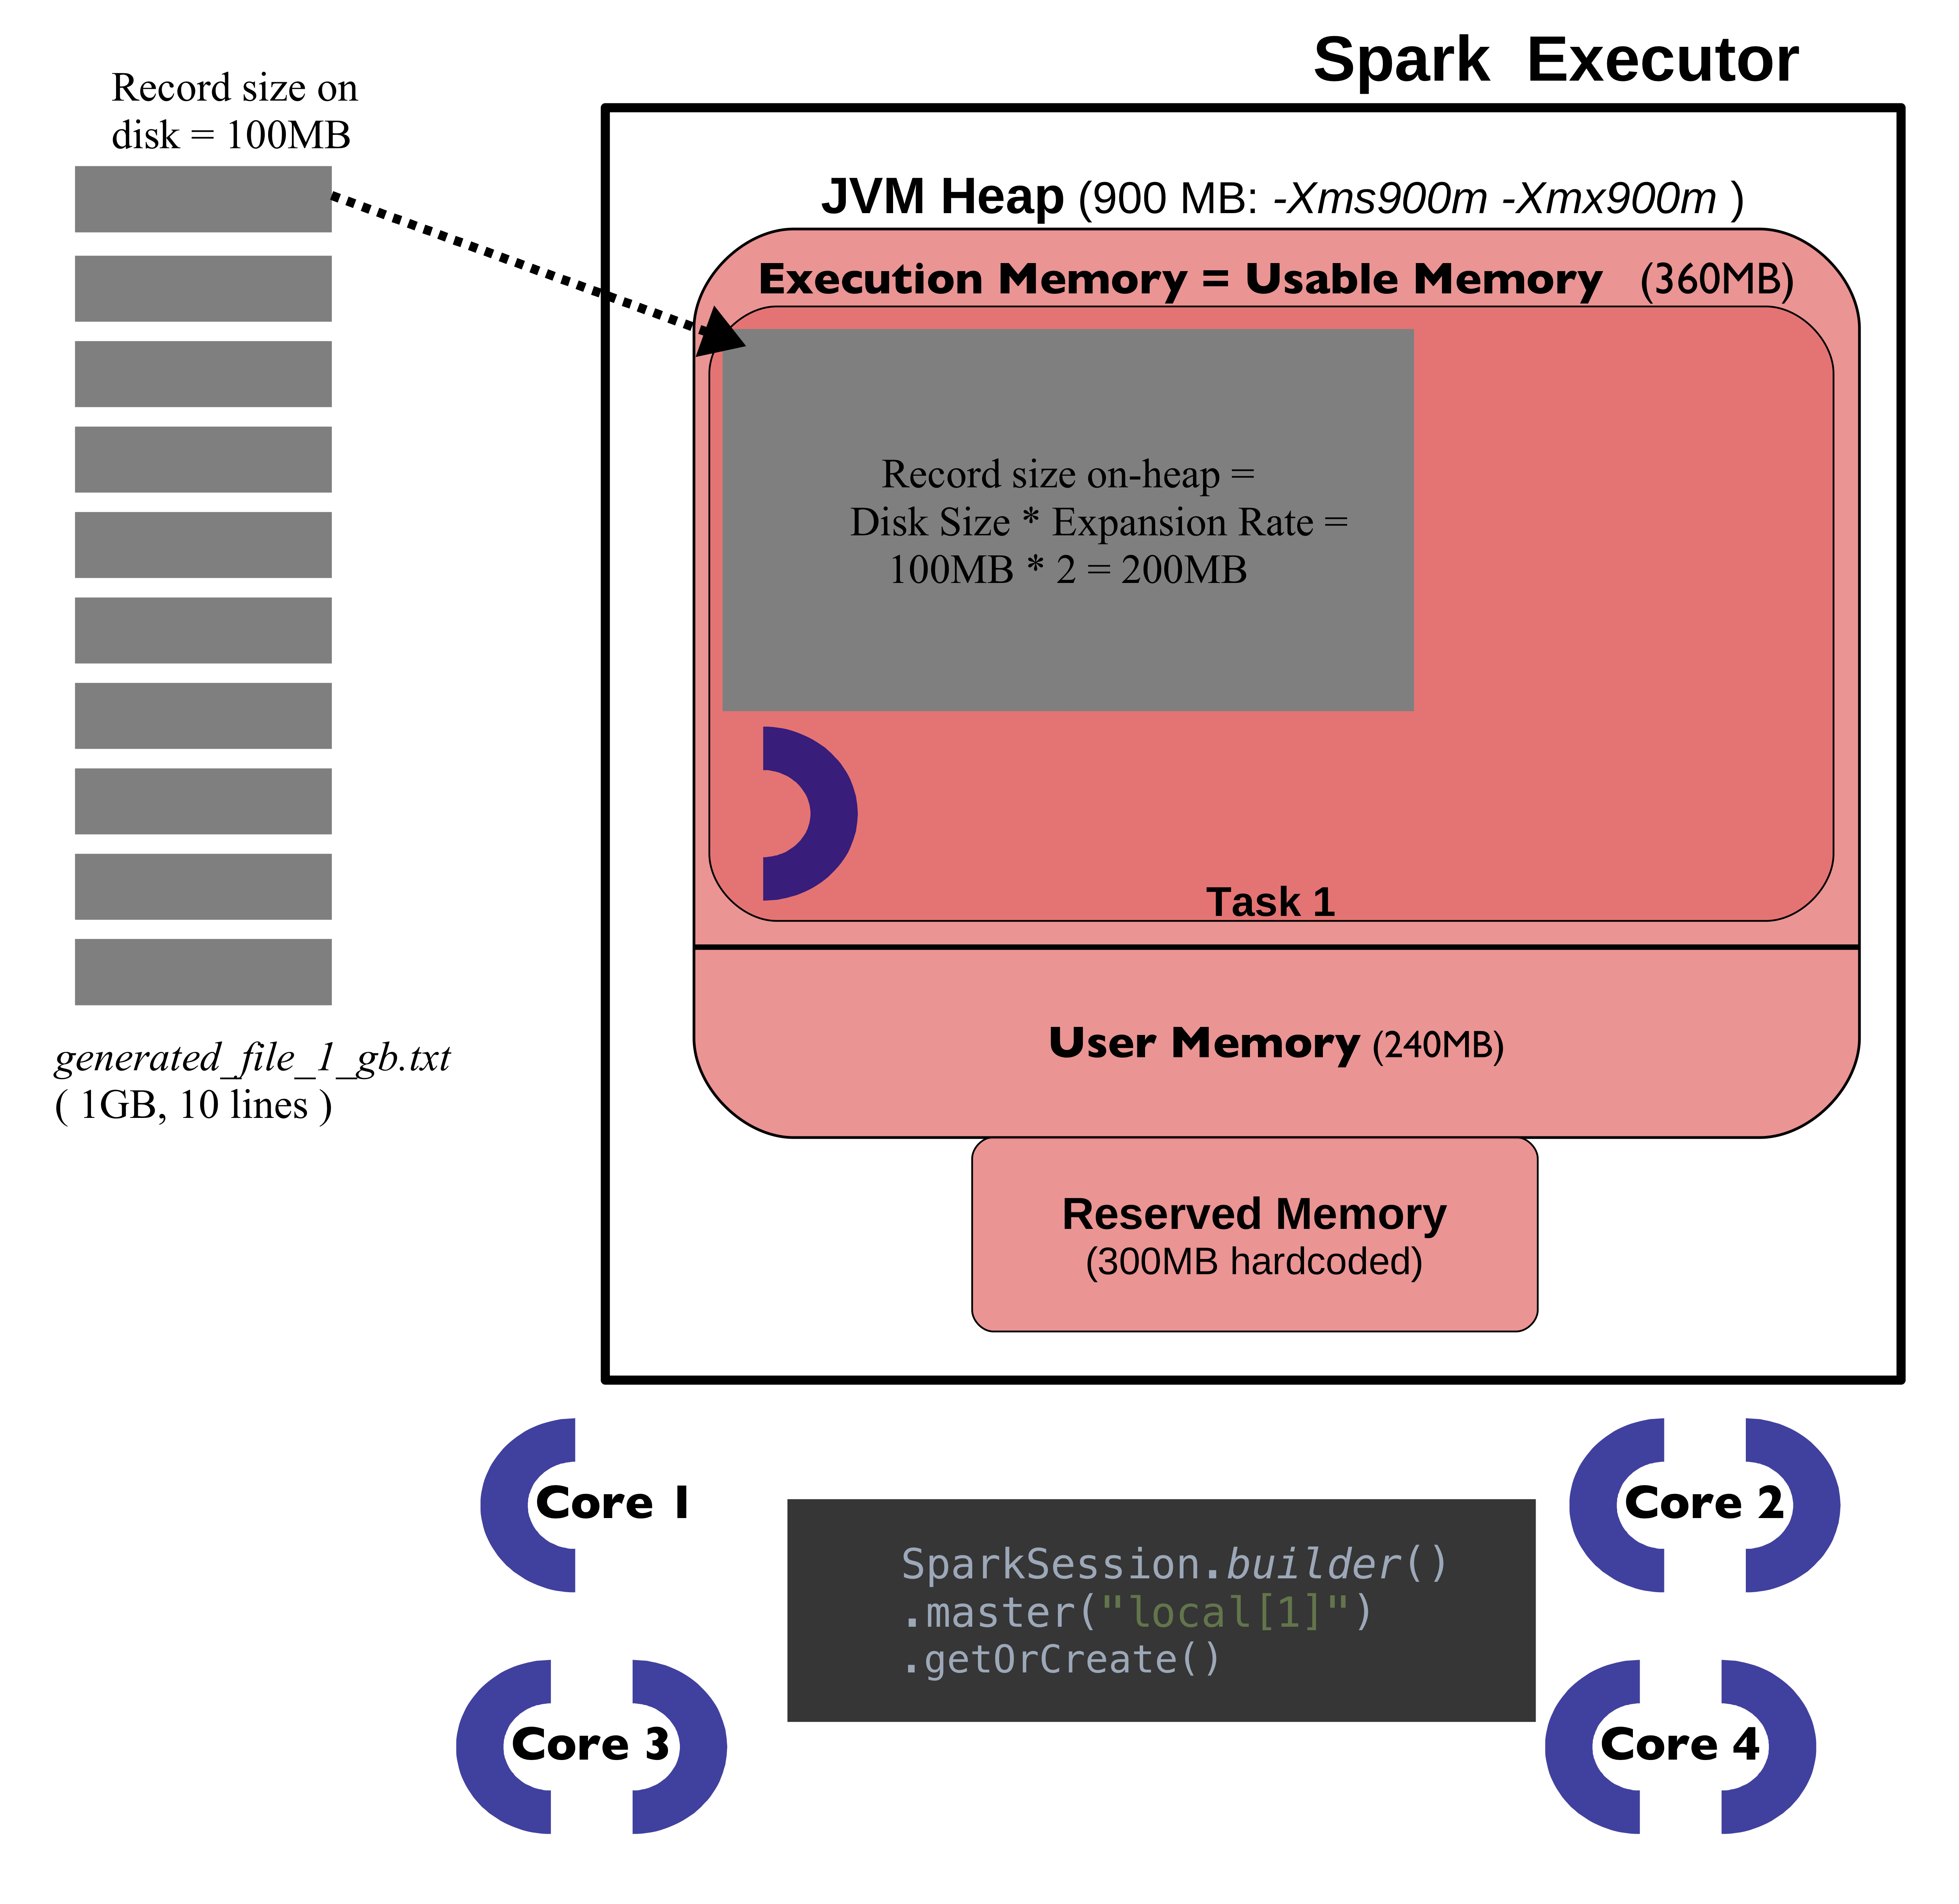 Spark Executor
Record size on
disk = 100MB
JVM Heap (900 MB: -Xms900m -Xmx900m )
Execution Memory = Usable Memory (360MB)
Record size on-heap =
Disk Size * Expansion Rate =
100MB * 2 = 200MB
Task 1
generated_file_1_gb.txt
( 1GB, 10 lines )
User Memory (240MB)
Reserved Memory
(300MB hardcoded)
Core 1
Core 2
SparkSession.builder()
.master("local[1]")
.getOrCreate()
Core 3
Core 4